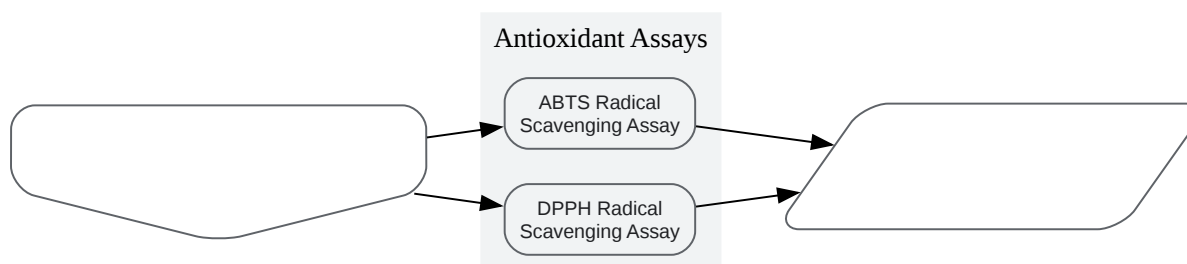 Antioxidant Assays
ABTS Radical
Scavenging Assay
DPPH Radical
Scavenging Assay